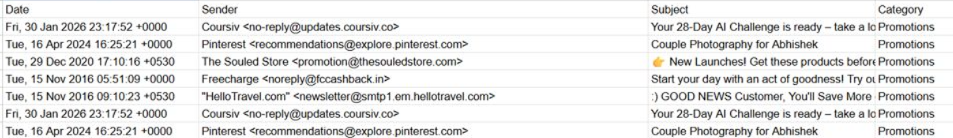 Date Sender Subject Category
Fri, 30 Jan 2026 23:17:52 +0000 Coursiv <no-reply@updates.coursiv.co> Your 28-Day AI Challenge is ready – take a lo Promotions
Tue, 16 Apr 2024 16:25:21 +0000 Pinterest <recommendations@explore.pinterest.com> Couple Photography for Abhishek Promotions
Tue, 29 Dec 2020 17:10:16 +0530 The Souled Store <promotion@thesouledstore.com> 👉 New Launches! Get these products before Promotions
Tue, 15 Nov 2016 05:51:09 +0000 Freecharge <noreply@fccashback.in> Start your day with an act of goodness! Try ou Promotions
Tue, 15 Nov 2016 09:10:23 +0530 "HelloTravel.com" <newsletter@smtp1.em.hellotravel.com> :) GOOD NEWS Customer, You'll Save More Promotions
Fri, 30 Jan 2026 23:17:52 +0000 Coursiv <no-reply@updates.coursiv.co> Your 28-Day AI Challenge is ready – take a lo Promotions
Tue, 16 Apr 2024 16:25:21 +0000 Pinterest <recommendations@explore.pinterest.com> Couple Photography for Abhishek Promotions